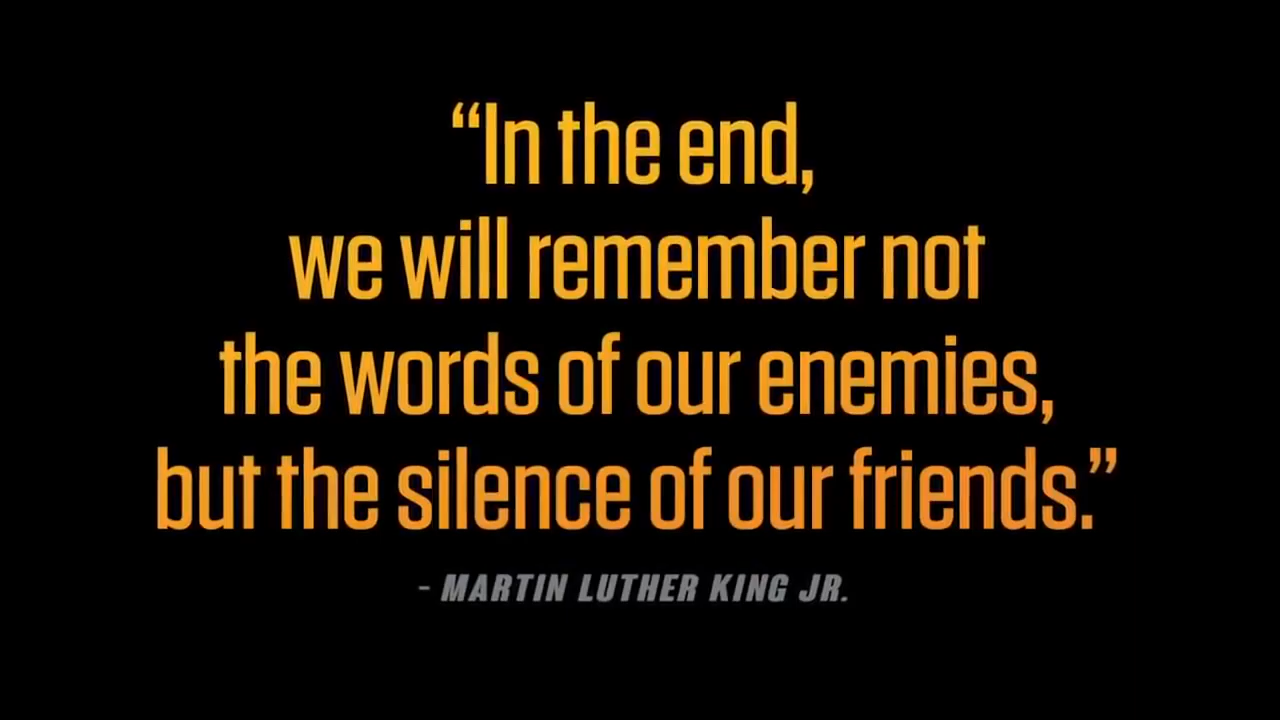 “In the end,
we will remember not
the words of our enemies,
but the silence of our friends.”
- MARTIN LUTHER KING JR.